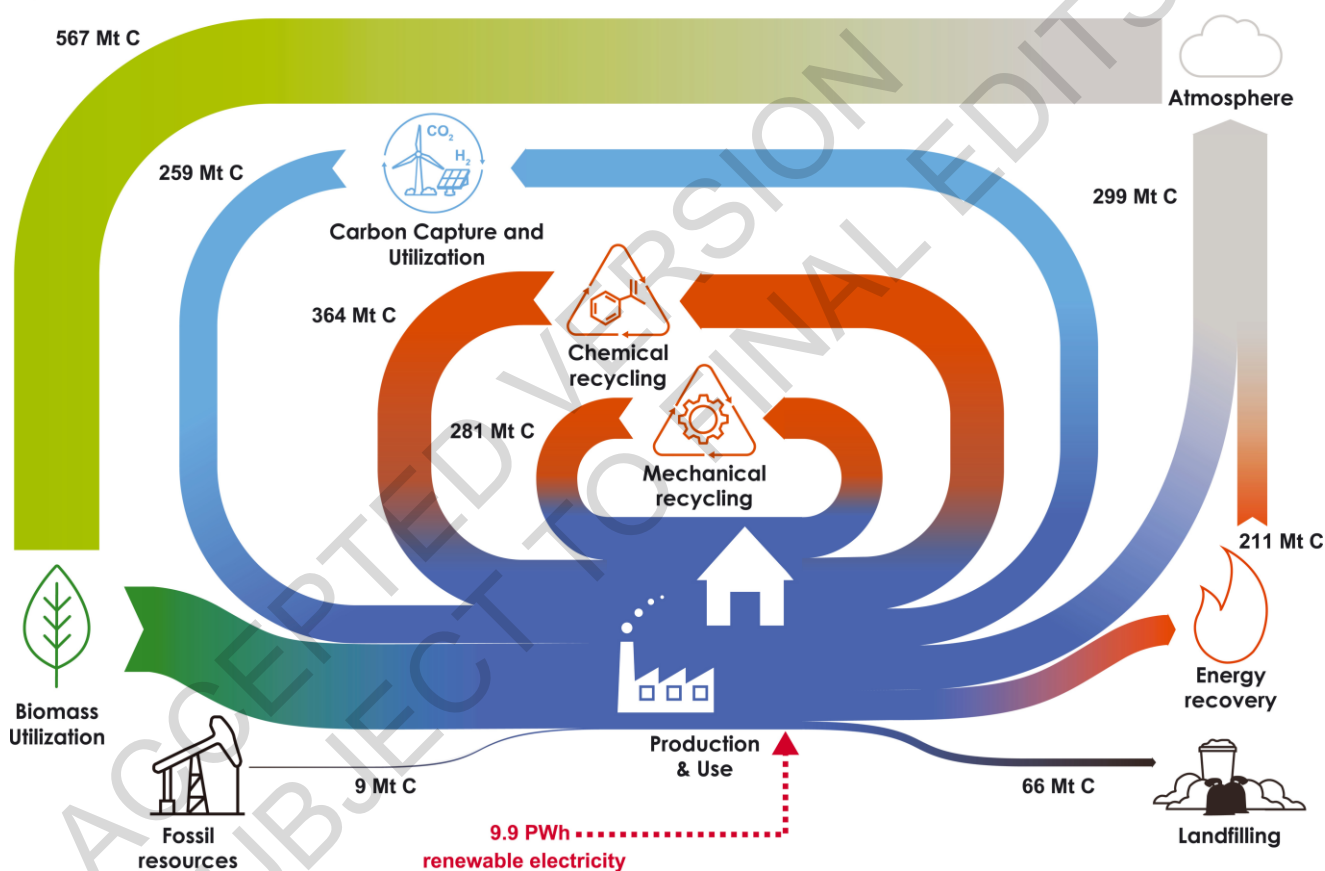 567 Mt C
Atmosphere
CO₂
H₂
259 Mt C
299 Mt C
Carbon Capture and
Utilization
364 Mt C
Chemical
recycling
281 Mt C
Mechanical
recycling
211 Mt C
Biomass
Utilization
Energy
recovery
Production
& Use
9 Mt C
66 Mt C
Fossil
resources
Landfilling
9.9 PWh
renewable electricity
ACCEPTED VERSION
SUBJECT TO FINAL EDITS